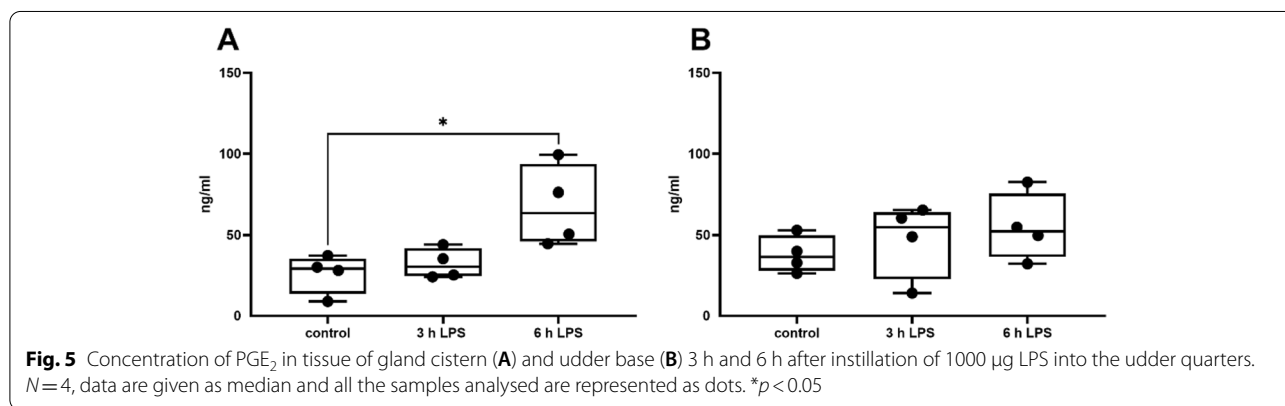 A
B
150
100
50
0
ng/ml
*
control
3 h LPS
6 h LPS
150
100
50
0
ng/ml
control
3 h LPS
6 h LPS
Fig. 5 Concentration of PGE₂ in tissue of gland cistern (A) and udder base (B) 3 h and 6 h after instillation of 1000 µg LPS into the udder quarters.
N = 4, data are given as median and all the samples analysed are represented as dots. *p < 0.05